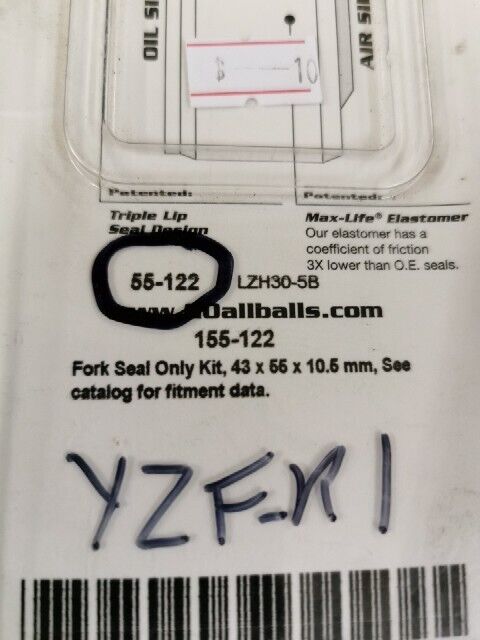 OIL SI
AIR SI
$ 10
Patented:
Patented:
Triple Lip
Seal Design
Max-Life® Elastomer
Our elastomer has a
coefficient of friction
3X lower than O.E. seals.
55-122
LZH30-5B
allballs.com
155-122
Fork Seal Only Kit, 43 x 55 x 10.5 mm, See
catalog for fitment data.
YZF-R1